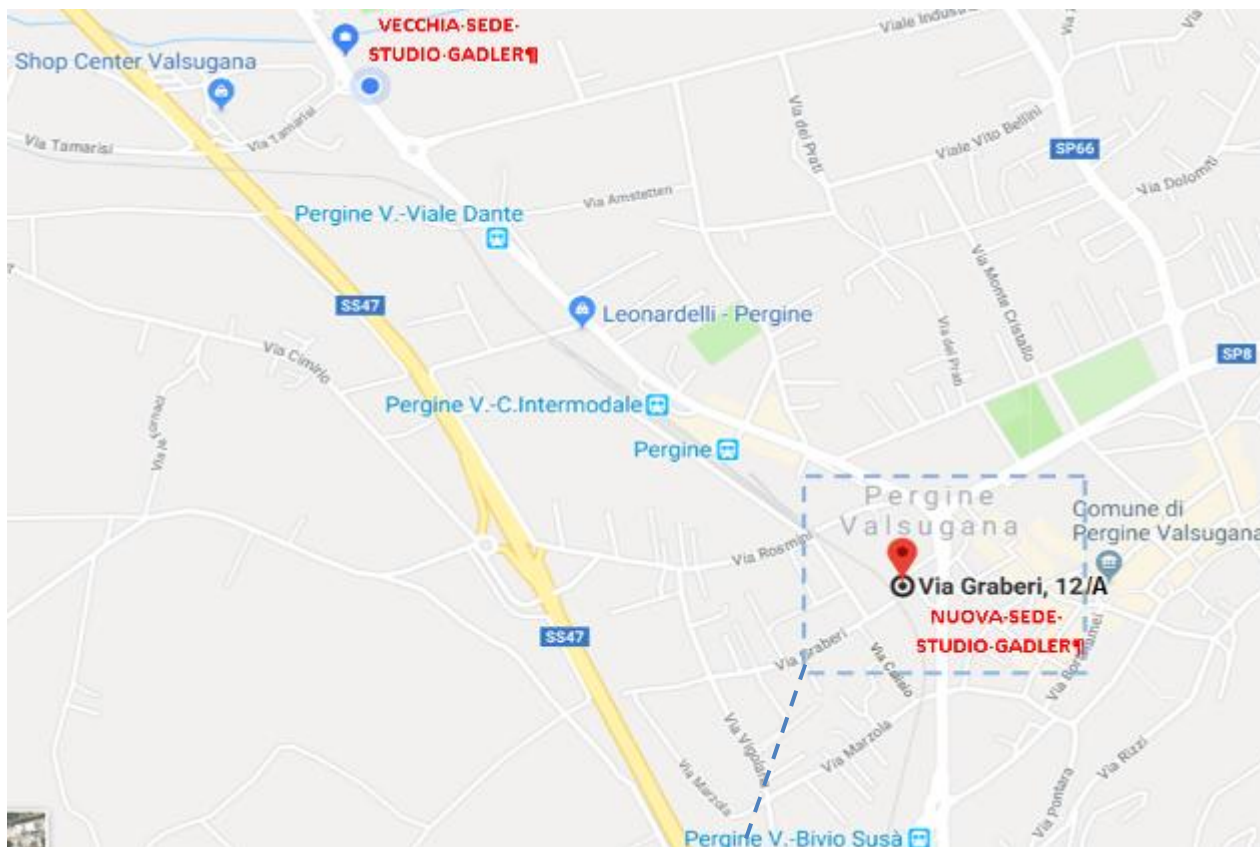 VECCHIA-SEDE-
STUDIO-GADLER¶
Viale Indust
Shop Center Valsugana
Via Tamarisi
Via Tamarisi
Via dei Prati
Viale Vito Bellini
SP66
Via Dolomiti
Via Amstetten
Pergine V.-Viale Dante
SS47
Leonardelli - Pergine
Via Monte Cristallo
Via Cimirlo
Via dei Prati
SP8
Pergine V.-C.Intermodale
Via le Fornaci
Pergine
Pergine
Valsugana
Comune di
Pergine Valsugana
Via Rosmini
Via Graberi, 12/A
NUOVA-SEDE-
STUDIO-GADLER¶
SS47
Via Graberi
Via Caleio
Via Vigolana
Via Marzola
Via Marzola
Via Rizzi
Via Pontara
Pergine V.-Bivio Susà